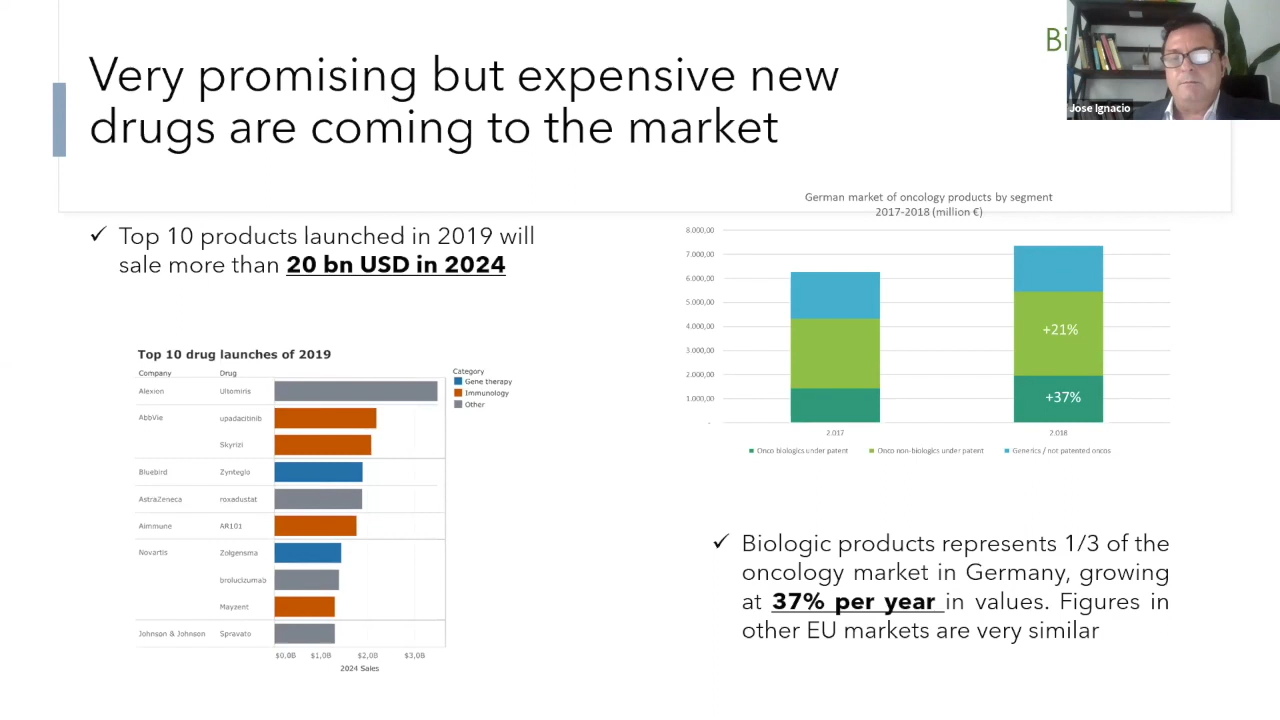 Very promising but expensive new
drugs are coming to the market
Bi
Jose Ignacio
✓ Top 10 products launched in 2019 will
sale more than 20 bn USD in 2024
Top 10 drug launches of 2019
Company Drug
Alexion Ultomiris
AbbVie upadacitinib
Skyrizi
Bluebird Zynteglo
AstraZeneca roxadustat
Aimmune AR101
Novartis Zolgensma
brolucizumab
Mayzent
Johnson & Johnson Spravato
$0,0B $1,0B $2,0B $3,0B
2024 Sales
Category
Gene therapy
Immunology
Other
German market of oncology products by segment
2017-2018 (million €)
8.000,00
7.000,00
6.000,00
5.000,00
4.000,00
3.000,00
2.000,00
1.000,00
-
+21%
+37%
2.017 2.018
Onco biologics under patent Onco non-biologics under patent Generics / not patented oncos
✓ Biologic products represents 1/3 of the
oncology market in Germany, growing
at 37% per year in values. Figures in
other EU markets are very similar